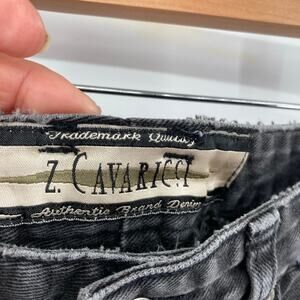 Trademark Quality
Z. CAVARICCI
Authentic Brand Denim